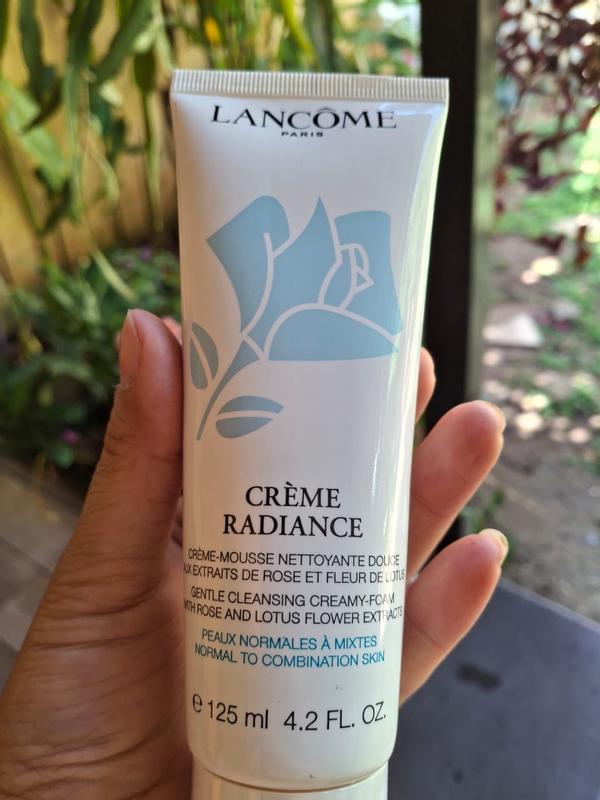 LANCÔME
PARIS
CRÈME
RADIANCE
CRÈME-MOUSSE NETTOYANTE DOUCE
AUX EXTRAITS DE ROSE ET FLEUR DE LOTUS
GENTLE CLEANSING CREAMY-FOAM
WITH ROSE AND LOTUS FLOWER EXTRACTS
PEAUX NORMALES À MIXTES
NORMAL TO COMBINATION SKIN
e 125 ml 4.2 FL. OZ.